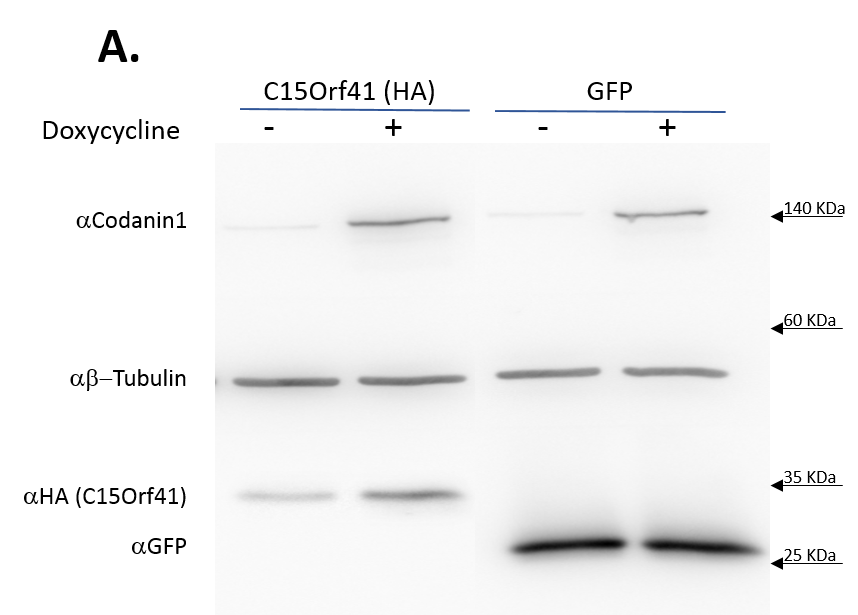 A.
C15Orf41 (HA) GFP
Doxycycline - + - +
αCodanin1
140 KDa
60 KDa
αβ–Tubulin
35 KDa
αHA (C15Orf41)
αGFP
25 KDa